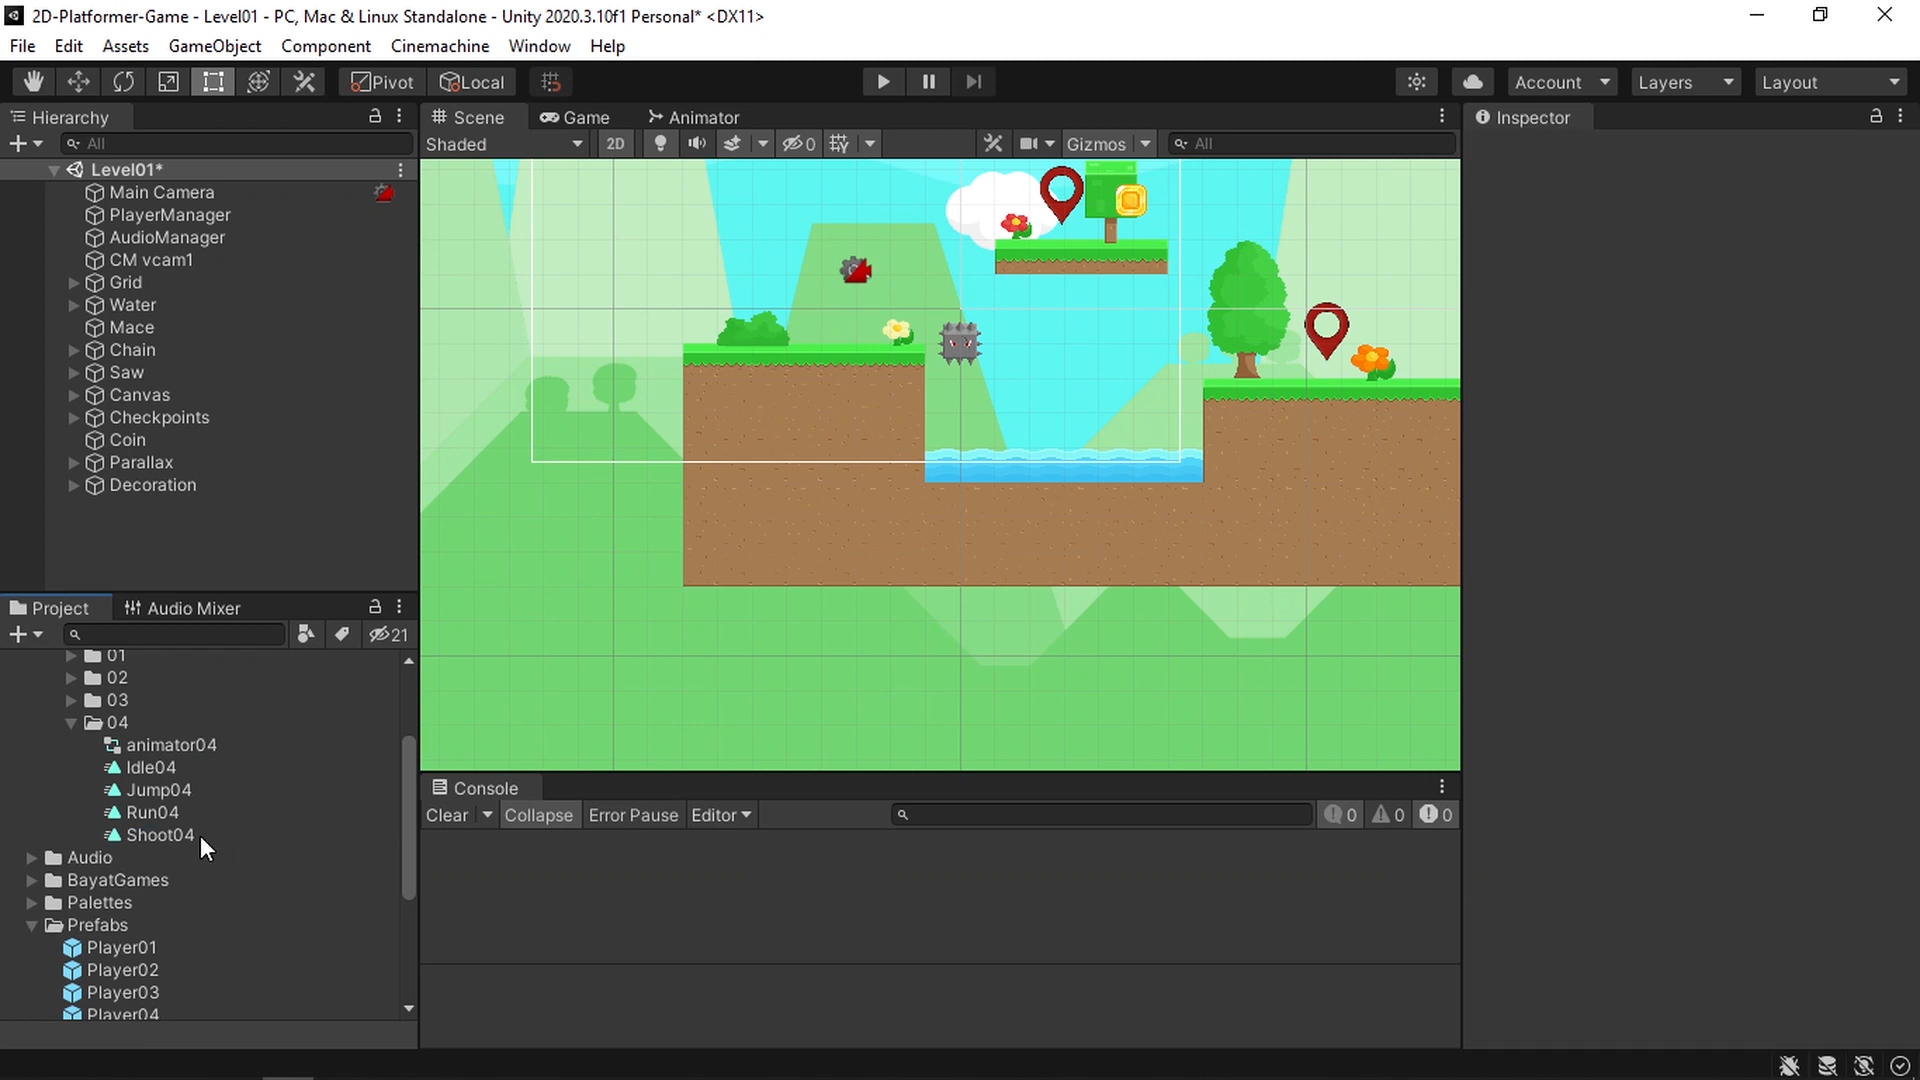 2D-Platformer-Game - Level01 - PC, Mac & Linux Standalone - Unity 2020.3.10f1 Personal* <DX11>
File Edit Assets GameObject Component Cinemachine Window Help
Pivot Local Account Layers Layout
Hierarchy
All
Level01*
Main Camera
PlayerManager
AudioManager
CM vcam1
Grid
Water
Mace
Chain
Saw
Canvas
Checkpoints
Coin
Parallax
Decoration
Scene Game Animator
Shaded 2D 0 Gizmos All
Inspector
Project Audio Mixer
21
01
02
03
04
animator04
Idle04
Jump04
Run04
Shoot04
Audio
BayatGames
Palettes
Prefabs
Player01
Player02
Player03
Player04
Console
Clear Collapse Error Pause Editor 0 0 0